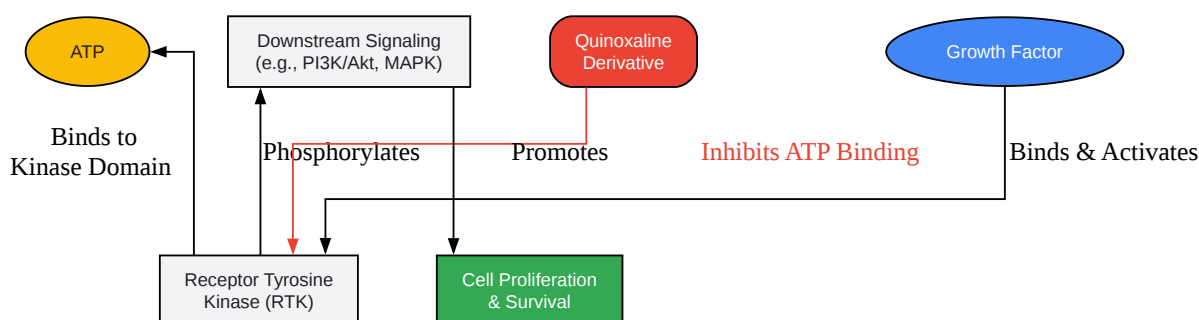 ATP
Downstream Signaling
(e.g., PI3K/Akt, MAPK)
Quinoxaline
Derivative
Growth Factor
Binds to
Kinase Domain
Phosphorylates
Promotes
Inhibits ATP Binding
Binds & Activates
Receptor Tyrosine
Kinase (RTK)
Cell Proliferation
& Survival